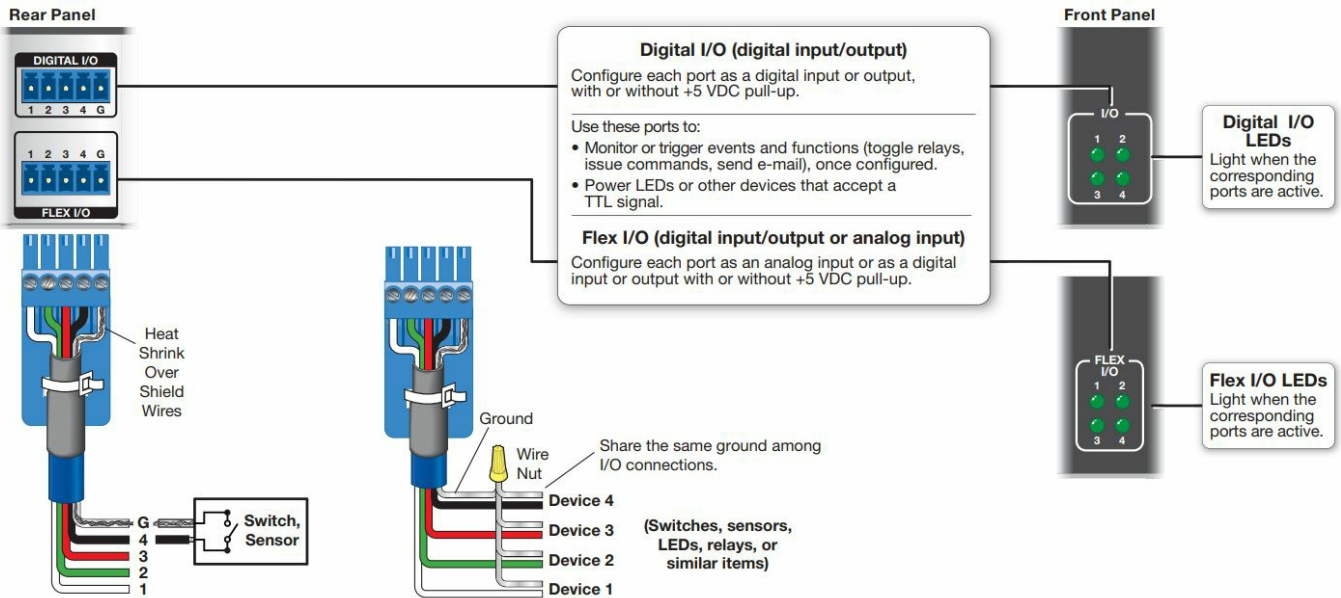 Rear Panel
DIGITAL I/O
1 2 3 4 G
1 2 3 4 G
FLEX I/O
Digital I/O (digital input/output)
Configure each port as a digital input or output,
with or without +5 VDC pull-up.
Use these ports to:
• Monitor or trigger events and functions (toggle relays,
issue commands, send e-mail), once configured.
• Power LEDs or other devices that accept a
TTL signal.
Flex I/O (digital input/output or analog input)
Configure each port as an analog input or as a digital
input or output with or without +5 VDC pull-up.
Front Panel
I/O
1 2
3 4
Digital I/O
LEDs
Light when the
corresponding
ports are active.
FLEX
I/O
1 2
3 4
Flex I/O LEDs
Light when the
corresponding
ports are active.
Heat
Shrink
Over
Shield
Wires
G
4
3
2
1
Switch,
Sensor
Ground
Wire
Nut
Share the same ground among
I/O connections.
Device 4
Device 3
Device 2
Device 1
(Switches, sensors,
LEDs, relays, or
similar items)